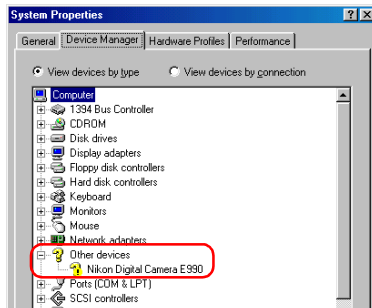 System Properties
General Device Manager Hardware Profiles Performance
View devices by type View devices by connection
Computer
1394 Bus Controller
CDROM
Disk drives
Display adapters
Floppy disk controllers
Hard disk controllers
Keyboard
Monitors
Mouse
Network adapters
Other devices
Nikon Digital Camera E990
Ports (COM & LPT)
SCSI controllers